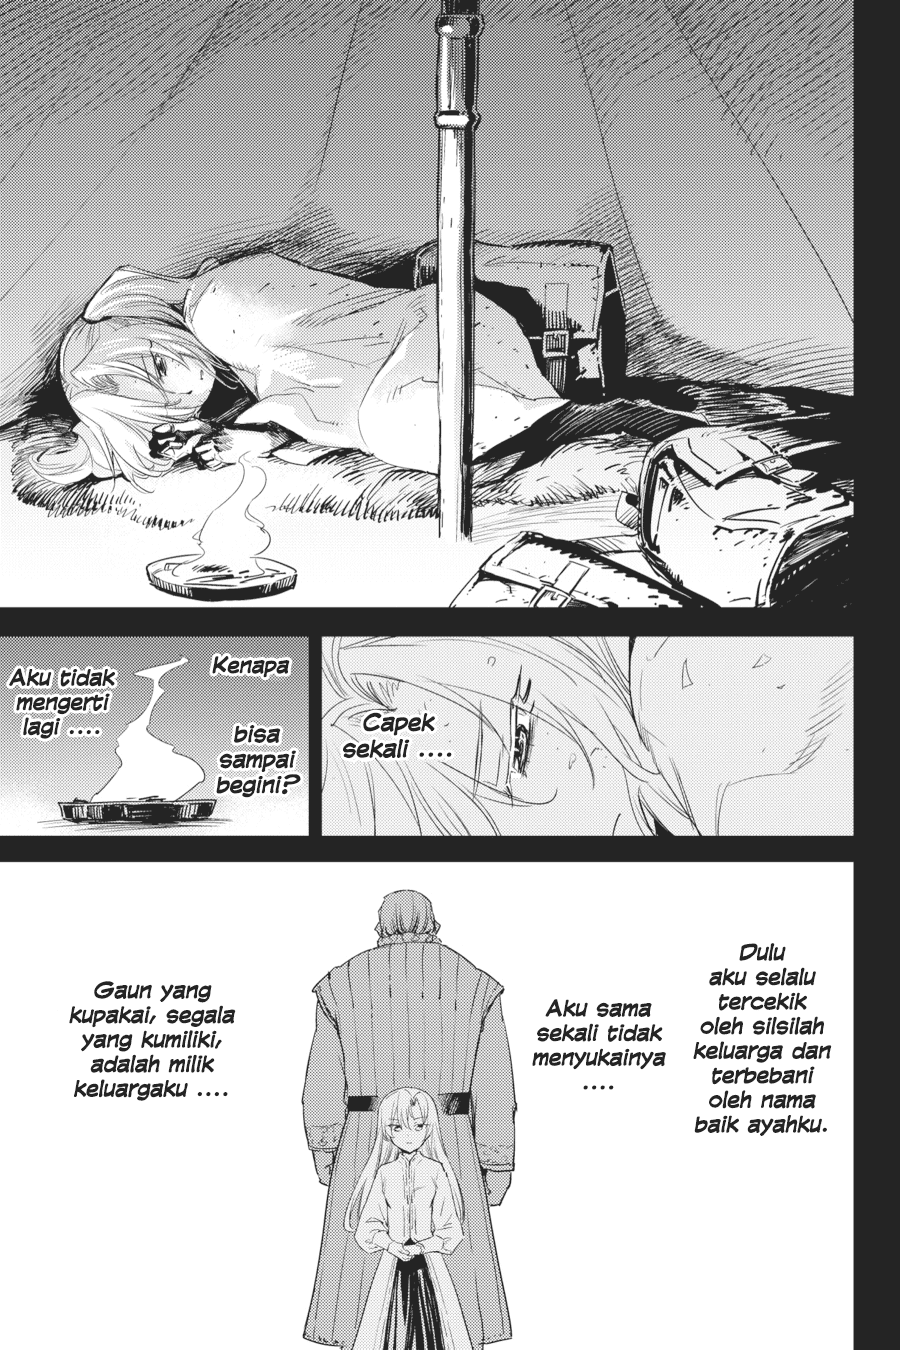 Capek
sekali ....
Kenapa
bisa
sampai
begini?
Aku tidak
mengerti
lagi ....
Dulu
aku selalu
tercekik
oleh silsilah
keluarga dan
terbebani
oleh nama
baik ayahku.
Aku sama
sekali tidak
menyukainya
....
Gaun yang
kupakai, segala
yang kumiliki,
adalah milik
keluargaku ....